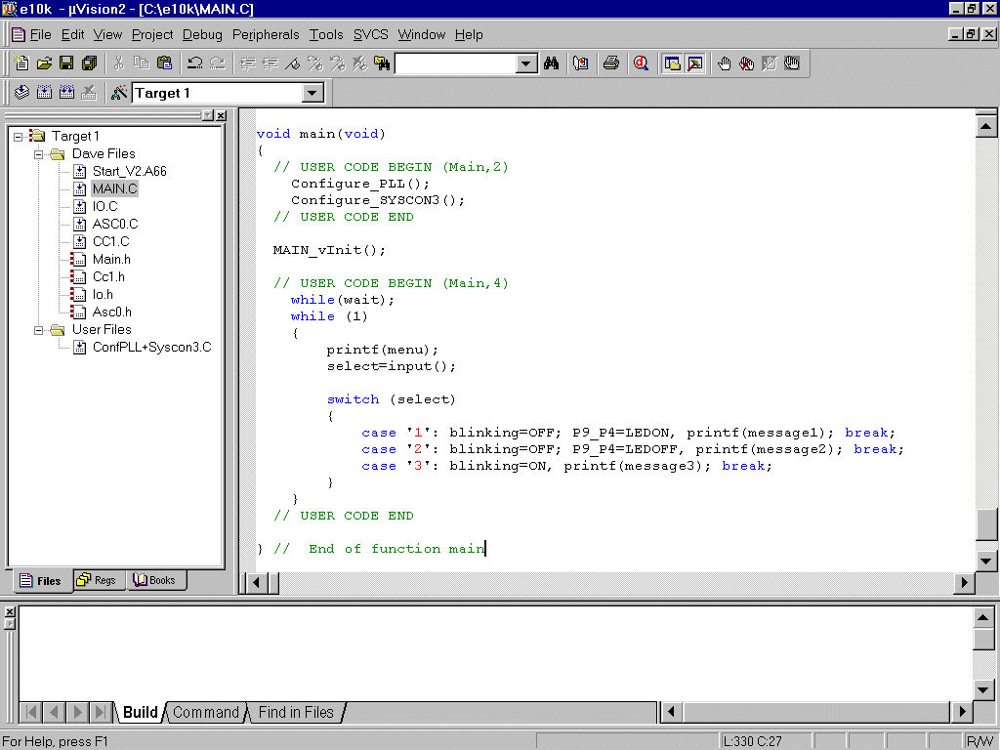 e10k - µVision2 - [C:\e10k\MAIN.C]
File Edit View Project Debug Peripherals Tools SVCS Window Help
Target 1
Target 1
Dave Files
Start_V2.A66
MAIN.C
IO.C
ASC0.C
CC1.C
Main.h
Cc1.h
Io.h
Asc0.h
User Files
ConfPLL+Syscon3.C
Files Regs Books
void main(void)
{
// USER CODE BEGIN (Main,2)
Configure_PLL();
Configure_SYSCON3();
// USER CODE END
MAIN_vInit();
// USER CODE BEGIN (Main,4)
while(wait);
while (1)
{
printf(menu);
select=input();
switch (select)
{
case '1': blinking=OFF; P9_P4=LEDON, printf(message1); break;
case '2': blinking=OFF; P9_P4=LEDOFF, printf(message2); break;
case '3': blinking=ON, printf(message3); break;
}
}
// USER CODE END
} // End of function main
Build Command Find in Files
For Help, press F1
L:330 C:27
R/W